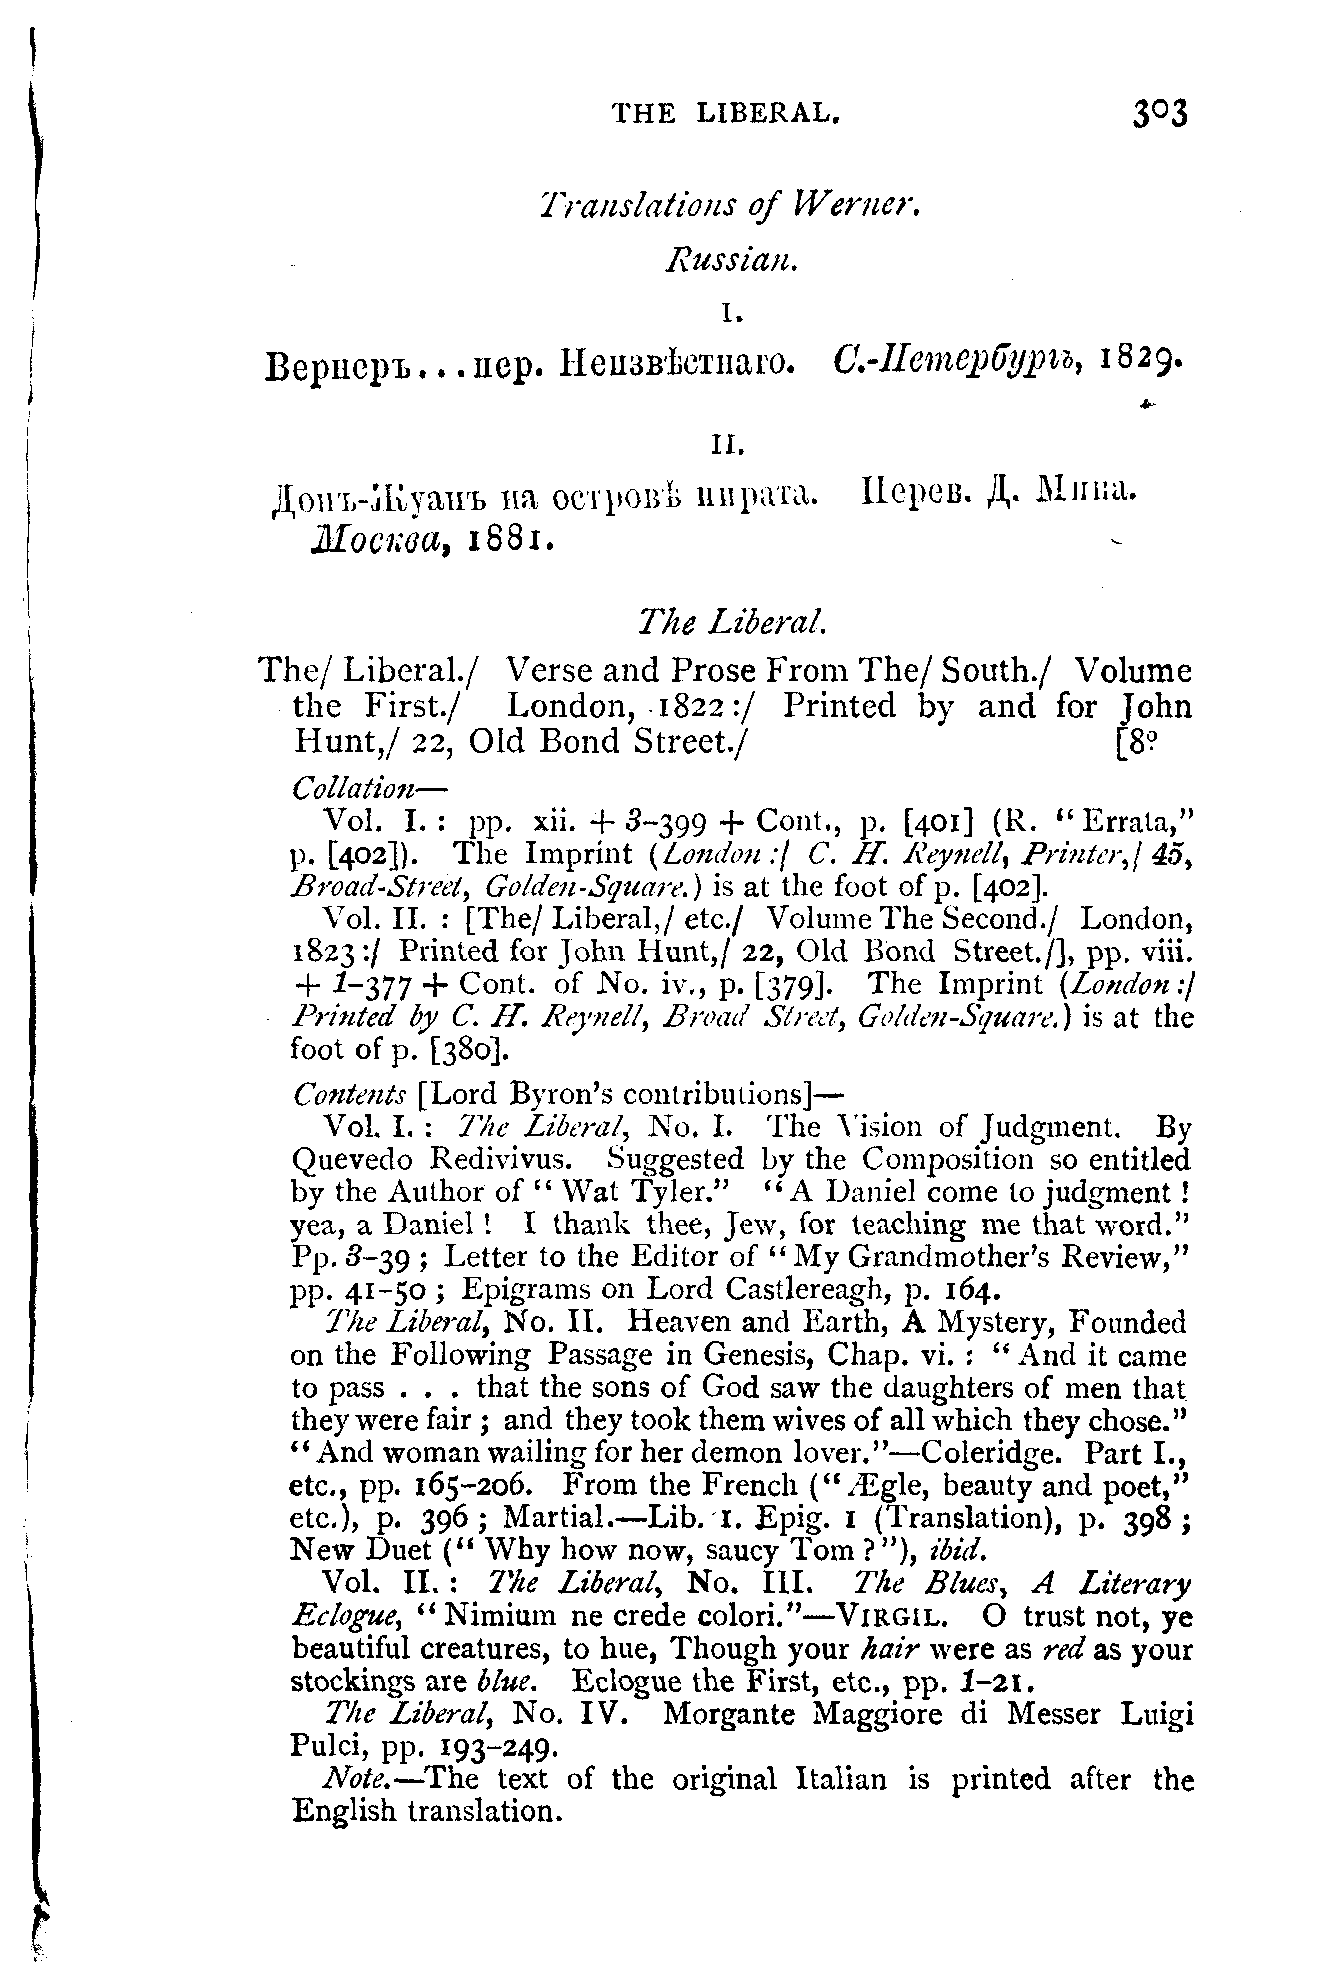 THE LIBERAL. 303
Translations of Werner.
Russian.
I.
Вернеръ...пер. Неизвѣстнаго. С.-Петербургъ, 1829.
II.
Донъ-Жуанъ на островѣ пирата. Перев. Д. Мина.
Москва, 1881.
The Liberal.
The/ Liberal./ Verse and Prose From The/ South./ Volume
the First./ London, 1822:/ Printed by and for John
Hunt,/ 22, Old Bond Street./ [8º
Collation—
Vol. I. : pp. xii. + 3–399 + Cont., p. [401] (R. “Errata,”
p. [402]). The Imprint (London:/ C. H. Reynell, Printer,/ 45,
Broad-Street, Golden-Square.) is at the foot of p. [402].
Vol. II. : [The/ Liberal,/ etc./ Volume The Second./ London,
1823:/ Printed for John Hunt,/ 22, Old Bond Street./], pp. viii.
+ 1–377 + Cont. of No. iv., p. [379]. The Imprint (London:/
Printed by C. H. Reynell, Broad Street, Golden-Square.) is at the
foot of p. [380].
Contents [Lord Byron's contributions]—
Vol. I. : The Liberal, No. I. The Vision of Judgment. By
Quevedo Redivivus. Suggested by the Composition so entitled
by the Author of “Wat Tyler.” “A Daniel come to judgment !
yea, a Daniel ! I thank thee, Jew, for teaching me that word.”
Pp. 3–39 ; Letter to the Editor of “My Grandmother's Review,”
pp. 41–50 ; Epigrams on Lord Castlereagh, p. 164.
The Liberal, No. II. Heaven and Earth, A Mystery, Founded
on the Following Passage in Genesis, Chap. vi. : “And it came
to pass . . . that the sons of God saw the daughters of men that
they were fair ; and they took them wives of all which they chose.”
“And woman wailing for her demon lover.”—Coleridge. Part I.,
etc., pp. 165–206. From the French (“Ægle, beauty and poet,”
etc.), p. 396 ; Martial.—Lib. I. Epig. I (Translation), p. 398 ;
New Duet (“Why how now, saucy Tom ?”), ibid.
Vol. II. : The Liberal, No. III. The Blues, A Literary
Eclogue, “Nimium ne crede colori.”—VIRGIL. O trust not, ye
beautiful creatures, to hue, Though your hair were as red as your
stockings are blue. Eclogue the First, etc., pp. 1–21.
The Liberal, No. IV. Morgante Maggiore di Messer Luigi
Pulci, pp. 193–249.
Note.—The text of the original Italian is printed after the
English translation.